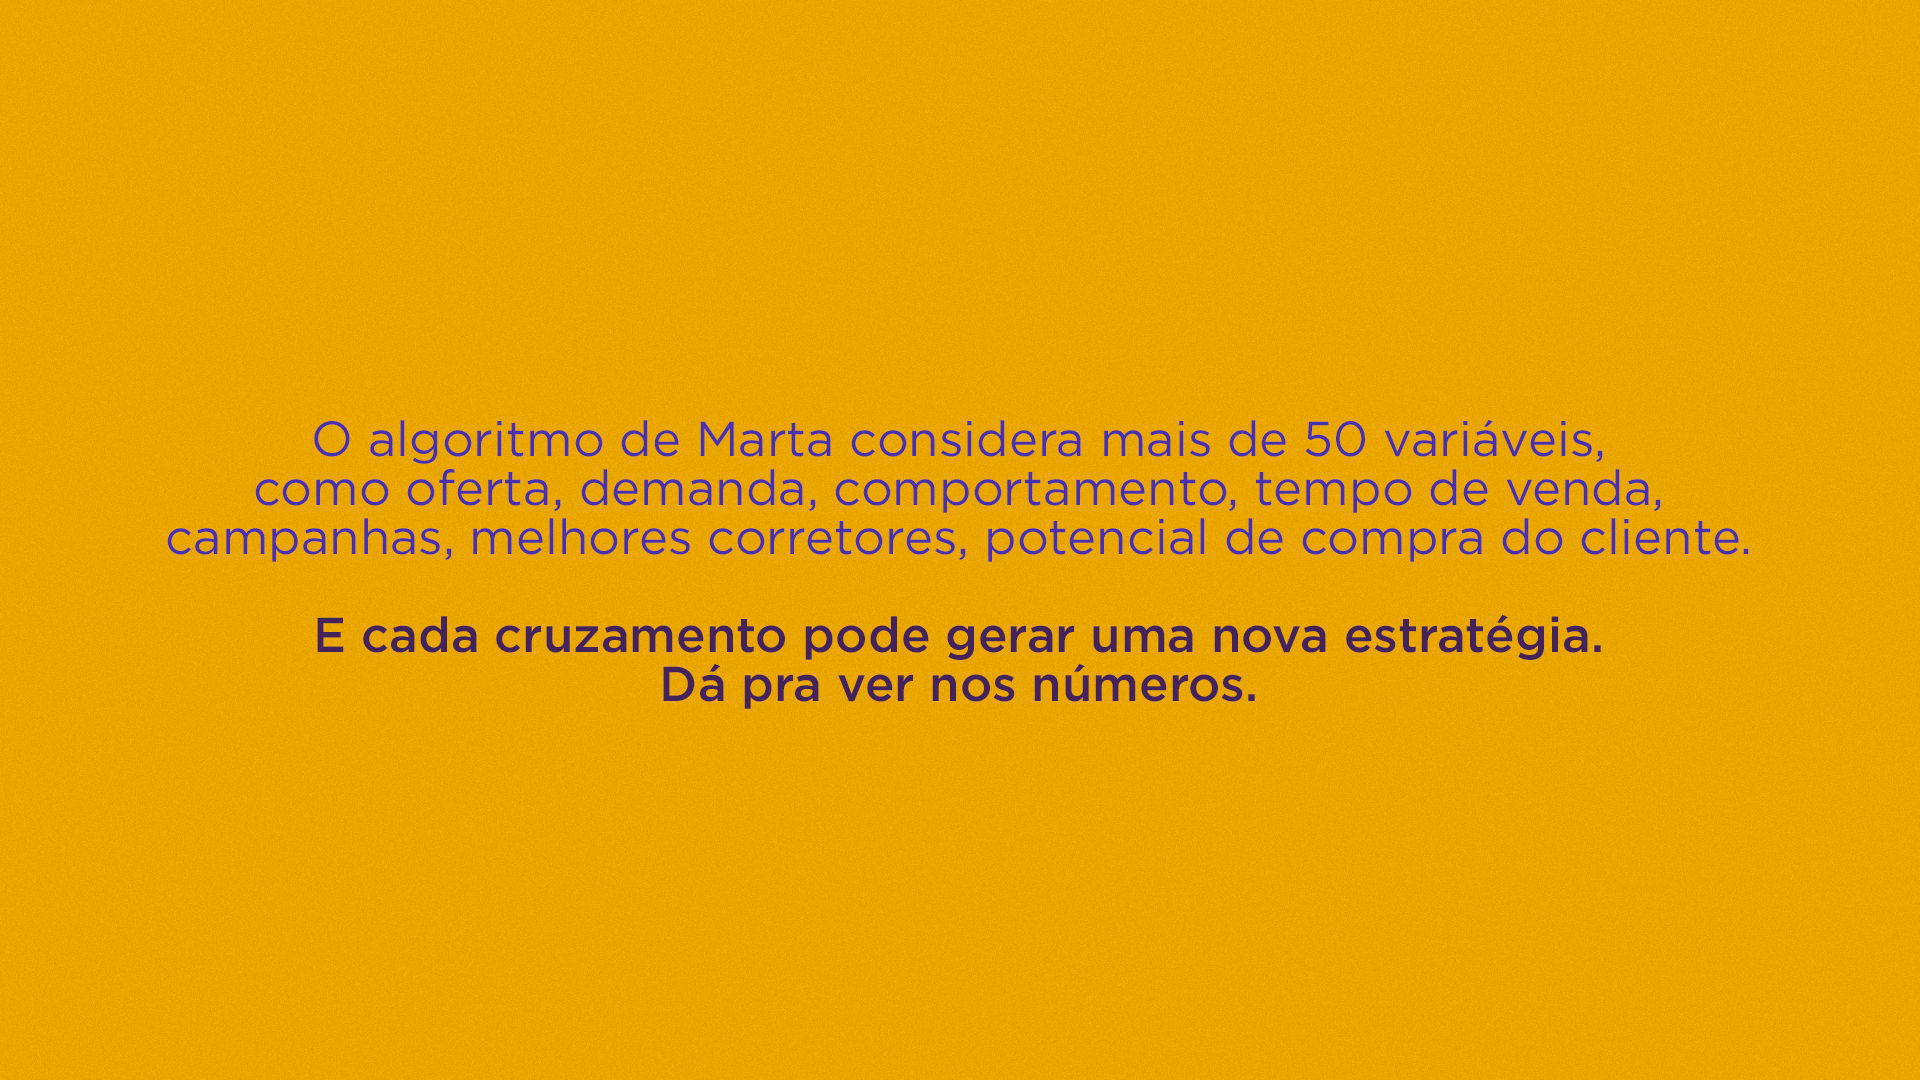 O algoritmo de Marta considera mais de 50 variáveis,
como oferta, demanda, comportamento, tempo de venda,
campanhas, melhores corretores, potencial de compra do cliente.
E cada cruzamento pode gerar uma nova estratégia.
Dá pra ver nos números.